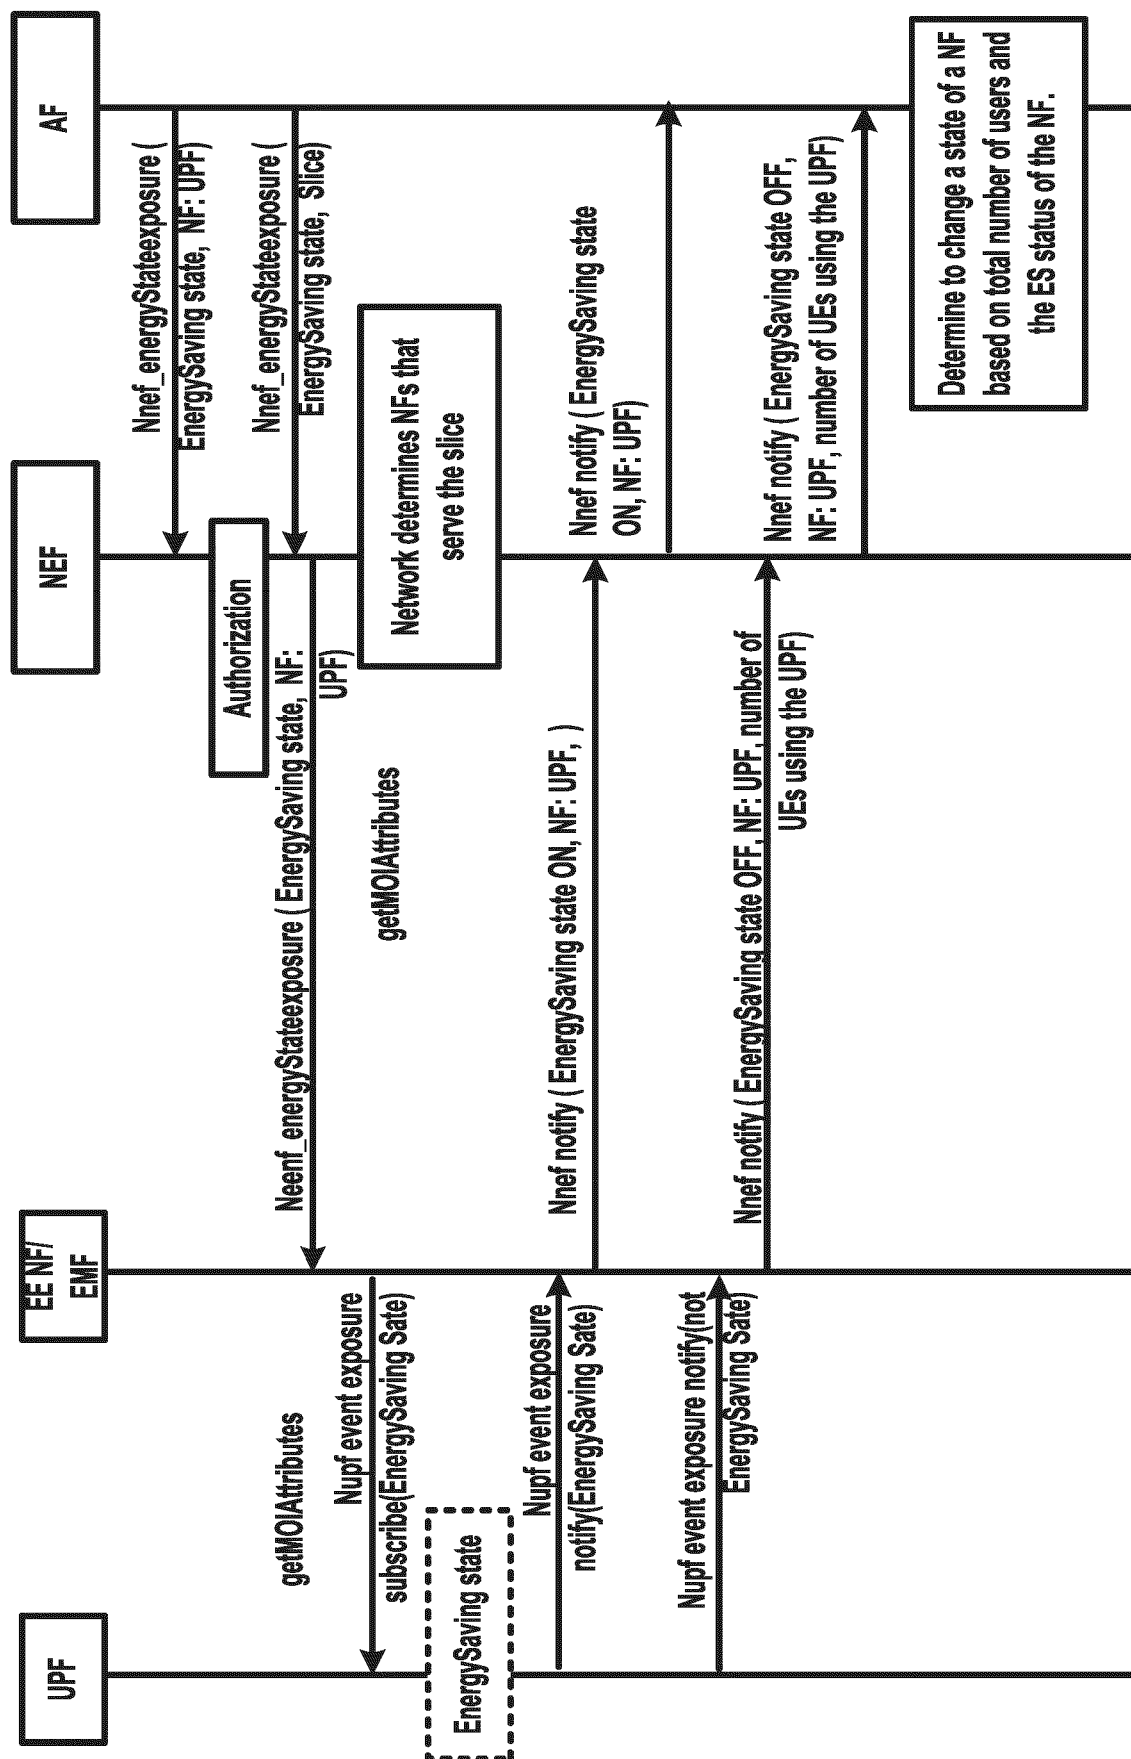 UPF
EE NF/
EMF
NEF
AF
Nnef_energyStateexposure (
EnergySaving state,  NF: UPF)
Authorization
Nnef_energyStateexposure (
EnergySaving state,  Slice)
Neenf_energyStateexposure ( EnergySaving state,  NF:
UPF)
getMOIAttributes
Network determines NFs that
serve the slice
getMOIAttributes
Nupf event exposure
subscribe(EnergySaving Sate)
EnergySaving state
Nupf event exposure
notify(EnergySaving Sate)
Nnef notify ( EnergySaving state ON, NF: UPF, )
Nnef notify ( EnergySaving state
ON, NF: UPF)
Nupf event exposure notify(not
EnergySaving Sate)
Nnef notify ( EnergySaving state OFF, NF: UPF, number of
UEs using the UPF)
Nnef notify ( EnergySaving state OFF,
NF: UPF, number of UEs using the UPF)
Determine to change a state of a NF
based on total number of users and
the ES status of the NF.